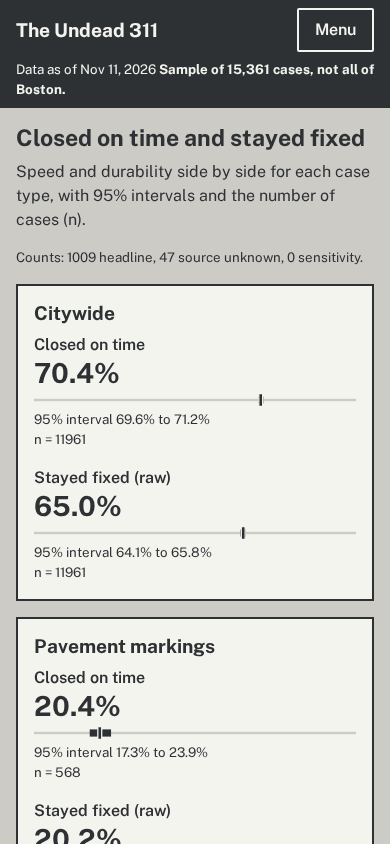 The Undead 311
Menu
Data as of Nov 11, 2026 Sample of 15,361 cases, not all of
Boston.
Closed on time and stayed fixed
Speed and durability side by side for each case
type, with 95% intervals and the number of
cases (n).
Counts: 1009 headline, 47 source unknown, 0 sensitivity.
Citywide
Closed on time
70.4%
95% interval 69.6% to 71.2%
n = 11961
Stayed fixed (raw)
65.0%
95% interval 64.1% to 65.8%
n = 11961
Pavement markings
Closed on time
20.4%
95% interval 17.3% to 23.9%
n = 568
Stayed fixed (raw)
20.2%